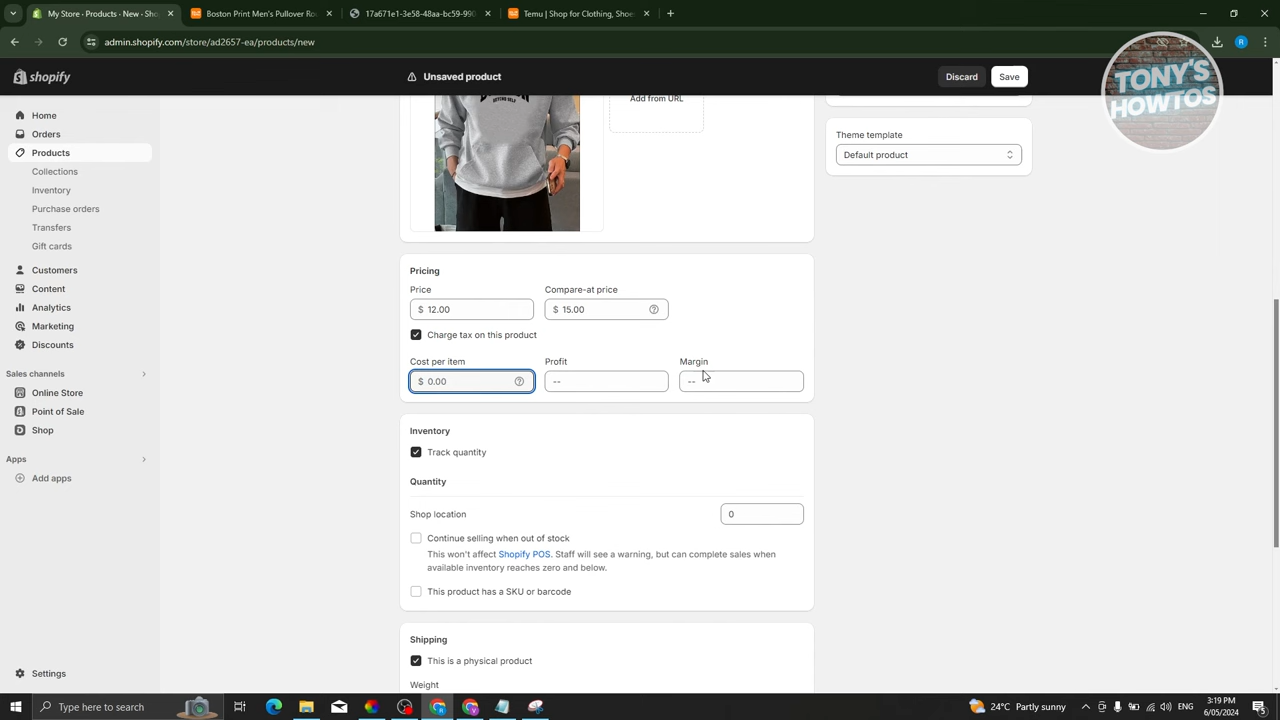 My Store · Products · New · Sh
Boston Print Men's Pullover Ro
17a671e1-3e58-48aa-bc59-990
Temu | Shop for Clothing, Shoe
admin.shopify.com/store/ad2657-ea/products/new
R
shopify
Unsaved product
Discard
Save
TONY'S
HOWTOS
Home
Orders
Products
Collections
Inventory
Purchase orders
Transfers
Gift cards
Customers
Content
Analytics
Marketing
Discounts
Sales channels
Online Store
Point of Sale
Shop
Apps
Add apps
Settings
Add from URL
Theme template
Default product
Pricing
Price
Compare-at price
$ 12.00
$ 15.00
Charge tax on this product
Cost per item
Profit
Margin
$ 0.00
--
--
Inventory
Track quantity
Quantity
Shop location
0
Continue selling when out of stock
This won't affect Shopify POS. Staff will see a warning, but can complete sales when
available inventory reaches zero and below.
This product has a SKU or barcode
Shipping
This is a physical product
Weight
Type here to search
24°C Partly sunny
3:19 PM
6/05/2024